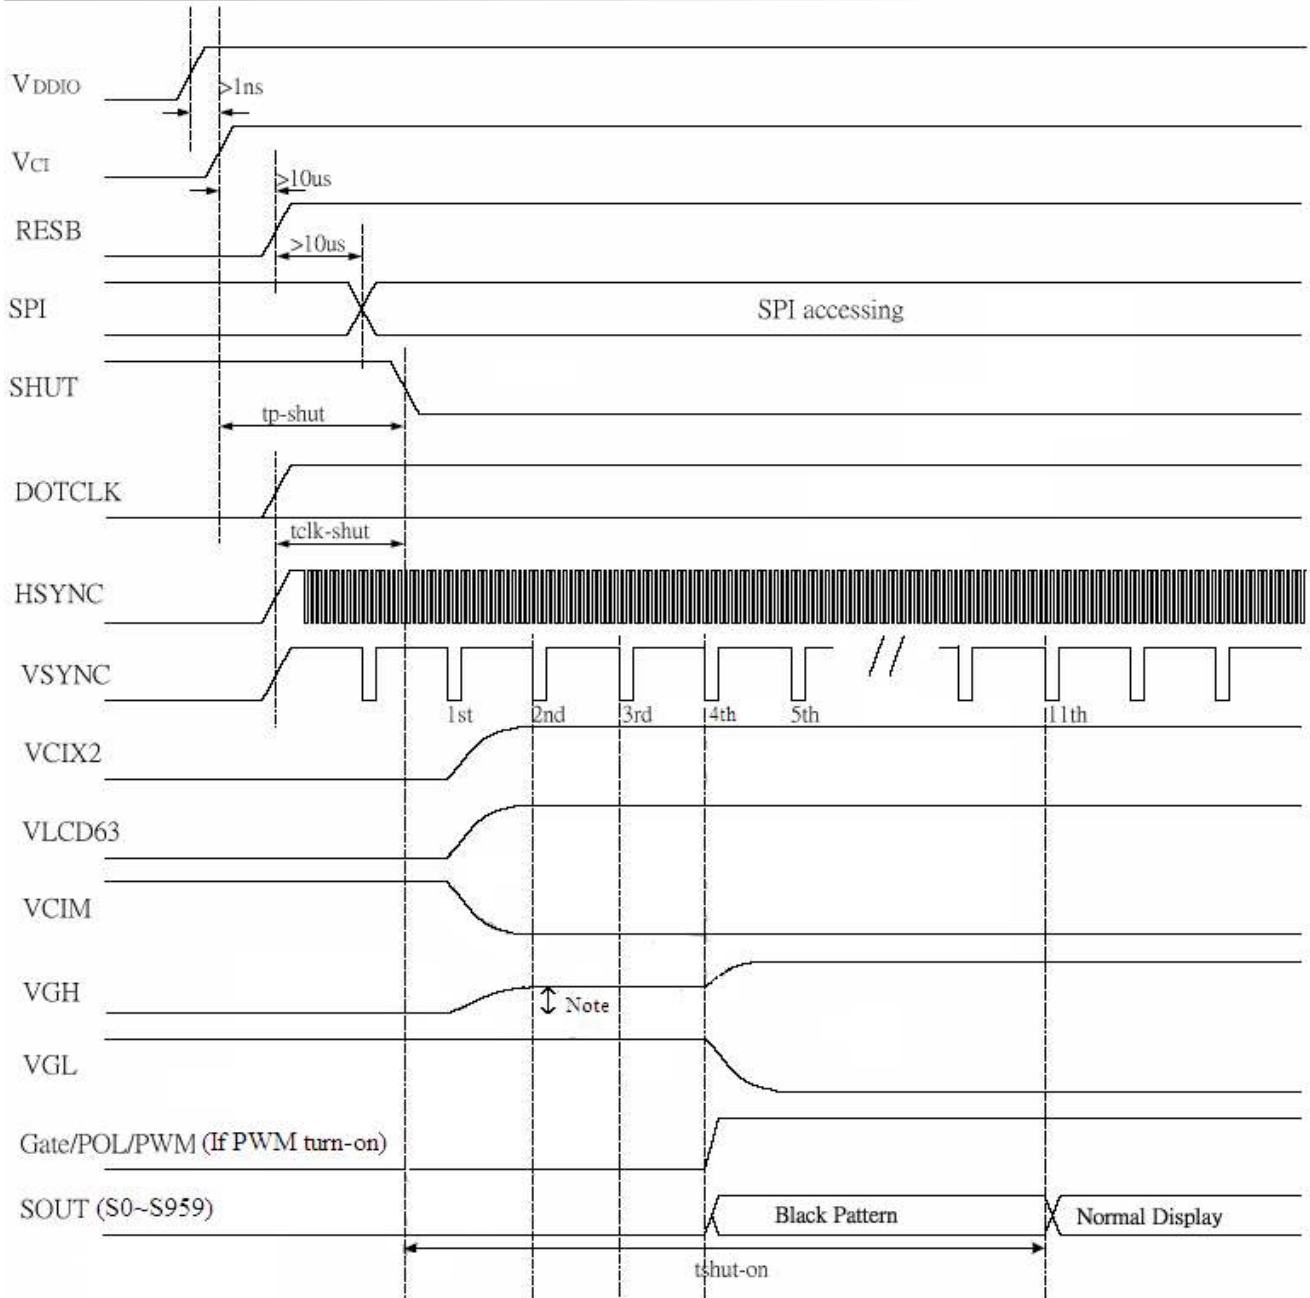 VDDIO
>1ns
VCI
>10us
RESB
>10us
SPI
SPI accessing
SHUT
tp-shut
DOTCLK
tclk-shut
HSYNC
VSYNC
1st 2nd 3rd 4th 5th 11th
VCIX2
VLCD63
VCIM
VGH
Note
VGL
Gate/POL/PWM (If PWM turn-on)
SOUT (S0~S959)
Black Pattern Normal Display
tshut-on